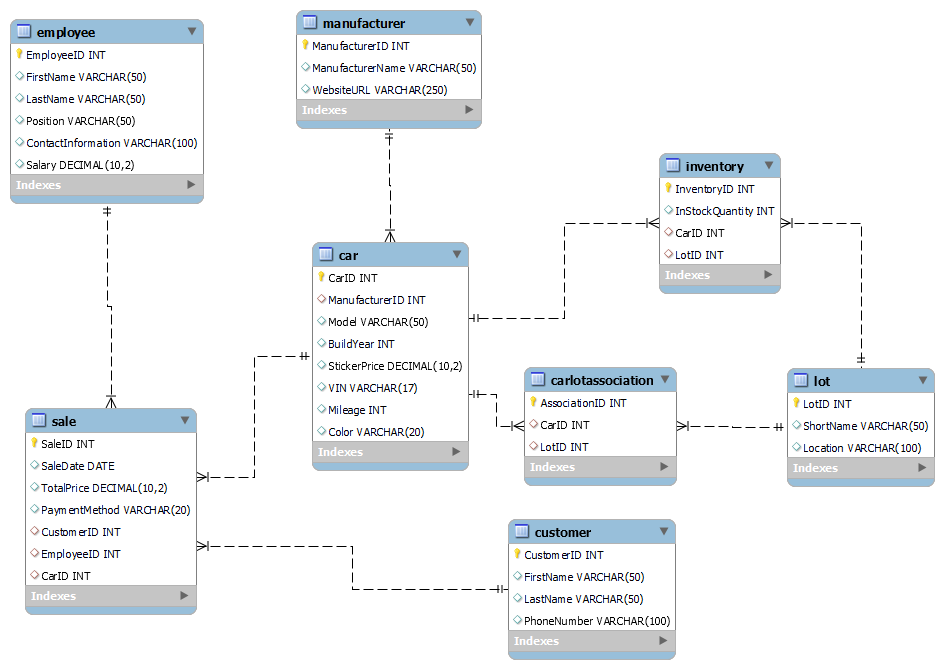 employee
EmployeeID INT
FirstName VARCHAR(50)
LastName VARCHAR(50)
Position VARCHAR(50)
ContactInformation VARCHAR(100)
Salary DECIMAL(10,2)
Indexes
manufacturer
ManufacturerID INT
ManufacturerName VARCHAR(50)
WebsiteURL VARCHAR(250)
Indexes
inventory
InventoryID INT
InStockQuantity INT
CarID INT
LotID INT
Indexes
car
CarID INT
ManufacturerID INT
Model VARCHAR(50)
BuildYear INT
StickerPrice DECIMAL(10,2)
VIN VARCHAR(17)
Mileage INT
Color VARCHAR(20)
Indexes
carlotassociation
AssociationID INT
CarID INT
LotID INT
Indexes
lot
LotID INT
ShortName VARCHAR(50)
Location VARCHAR(100)
Indexes
sale
SaleID INT
SaleDate DATE
TotalPrice DECIMAL(10,2)
PaymentMethod VARCHAR(20)
CustomerID INT
EmployeeID INT
CarID INT
Indexes
customer
CustomerID INT
FirstName VARCHAR(50)
LastName VARCHAR(50)
PhoneNumber VARCHAR(100)
Indexes